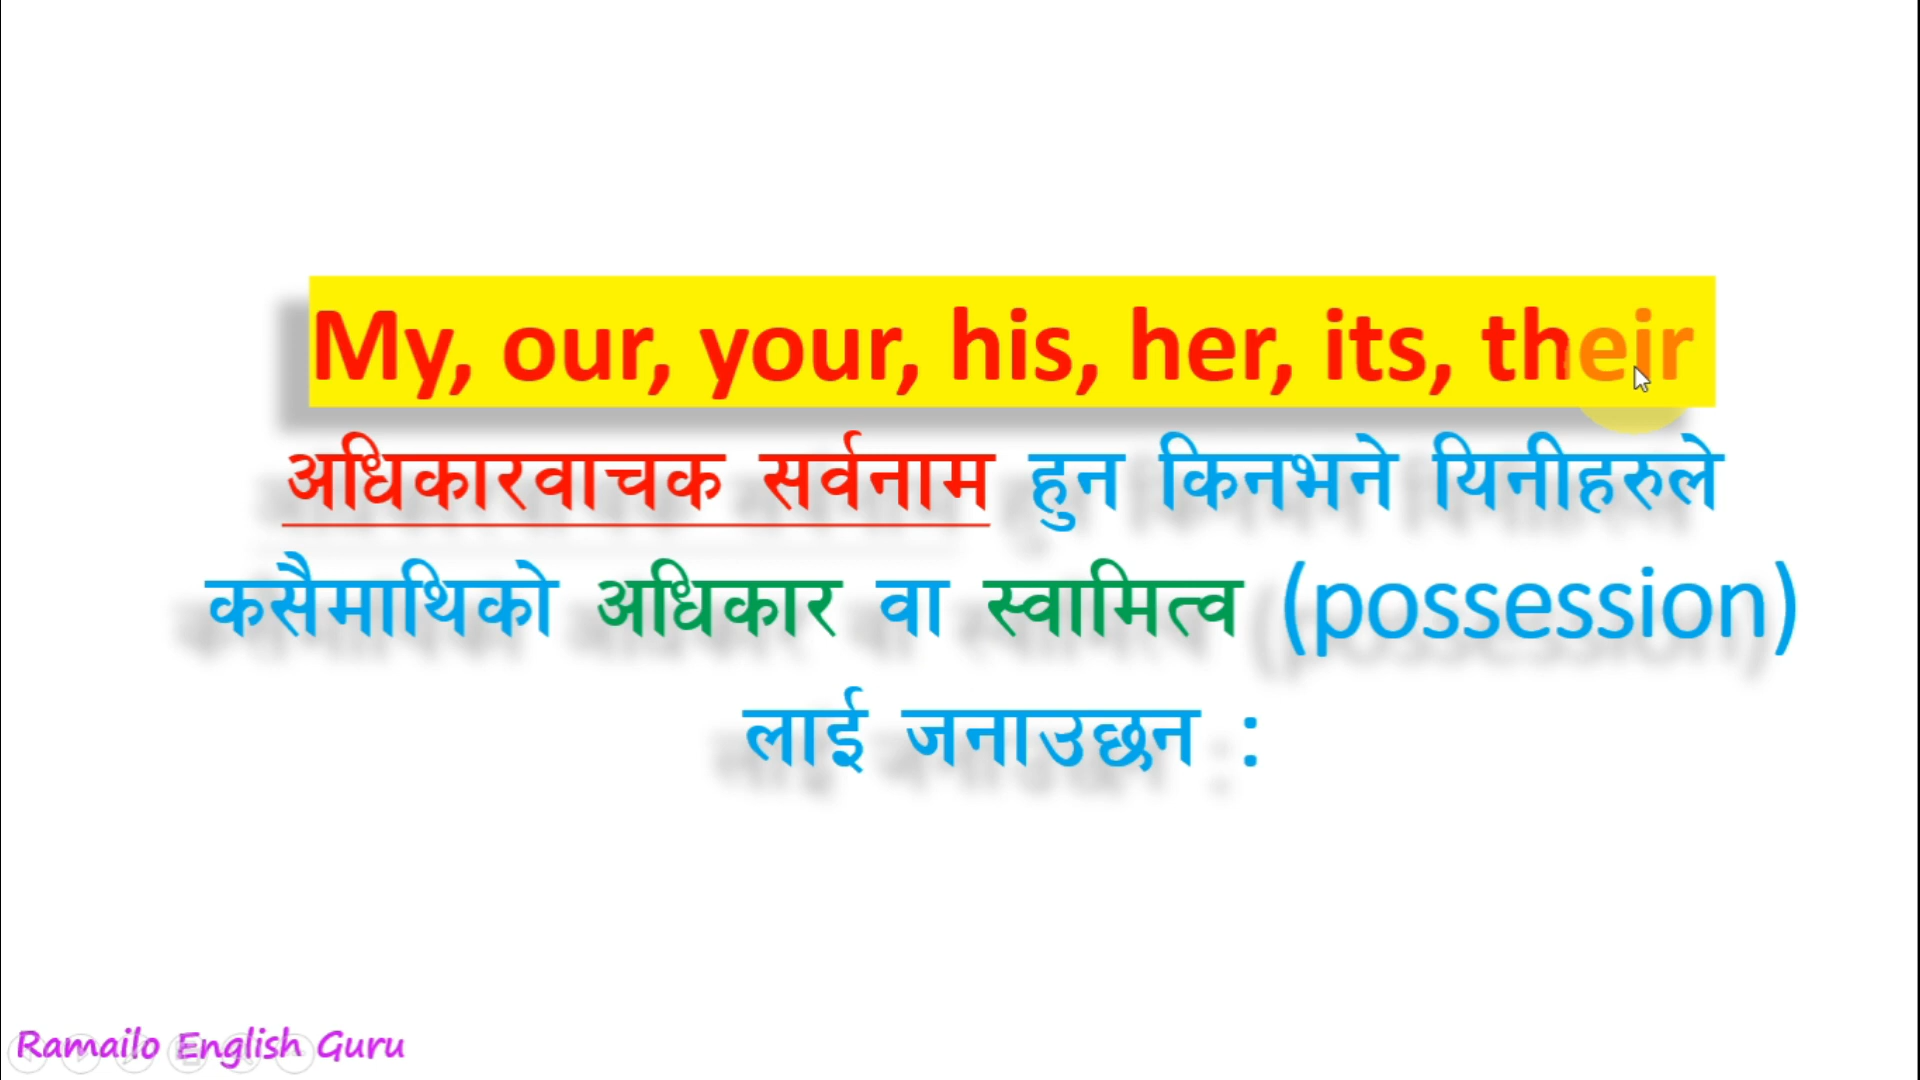 My, our, your, his, her, its, their
अधिकारवाचक सर्वनाम हुन किनभने यिनीहरुले
कसैमाथिको अधिकार वा स्वामित्व (possession)
लाई जनाउछन :
Ramailo English Guru